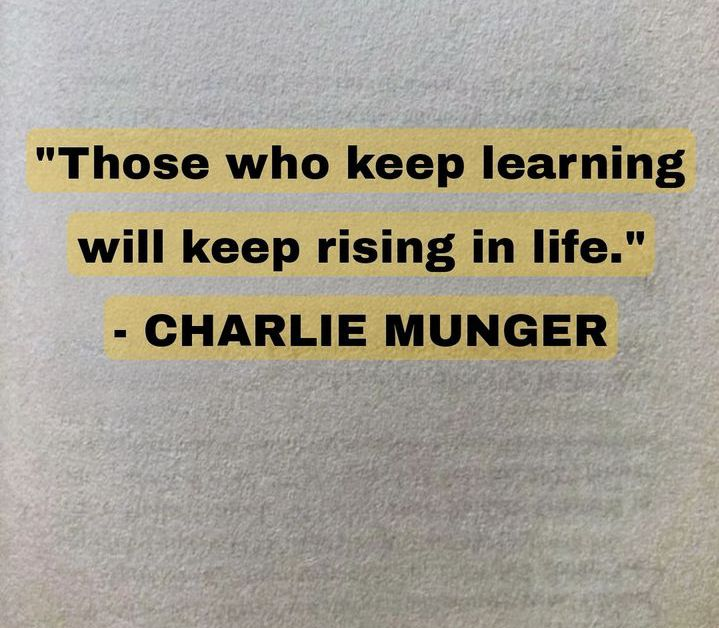 "Those who keep learning
will keep rising in life."
- CHARLIE MUNGER